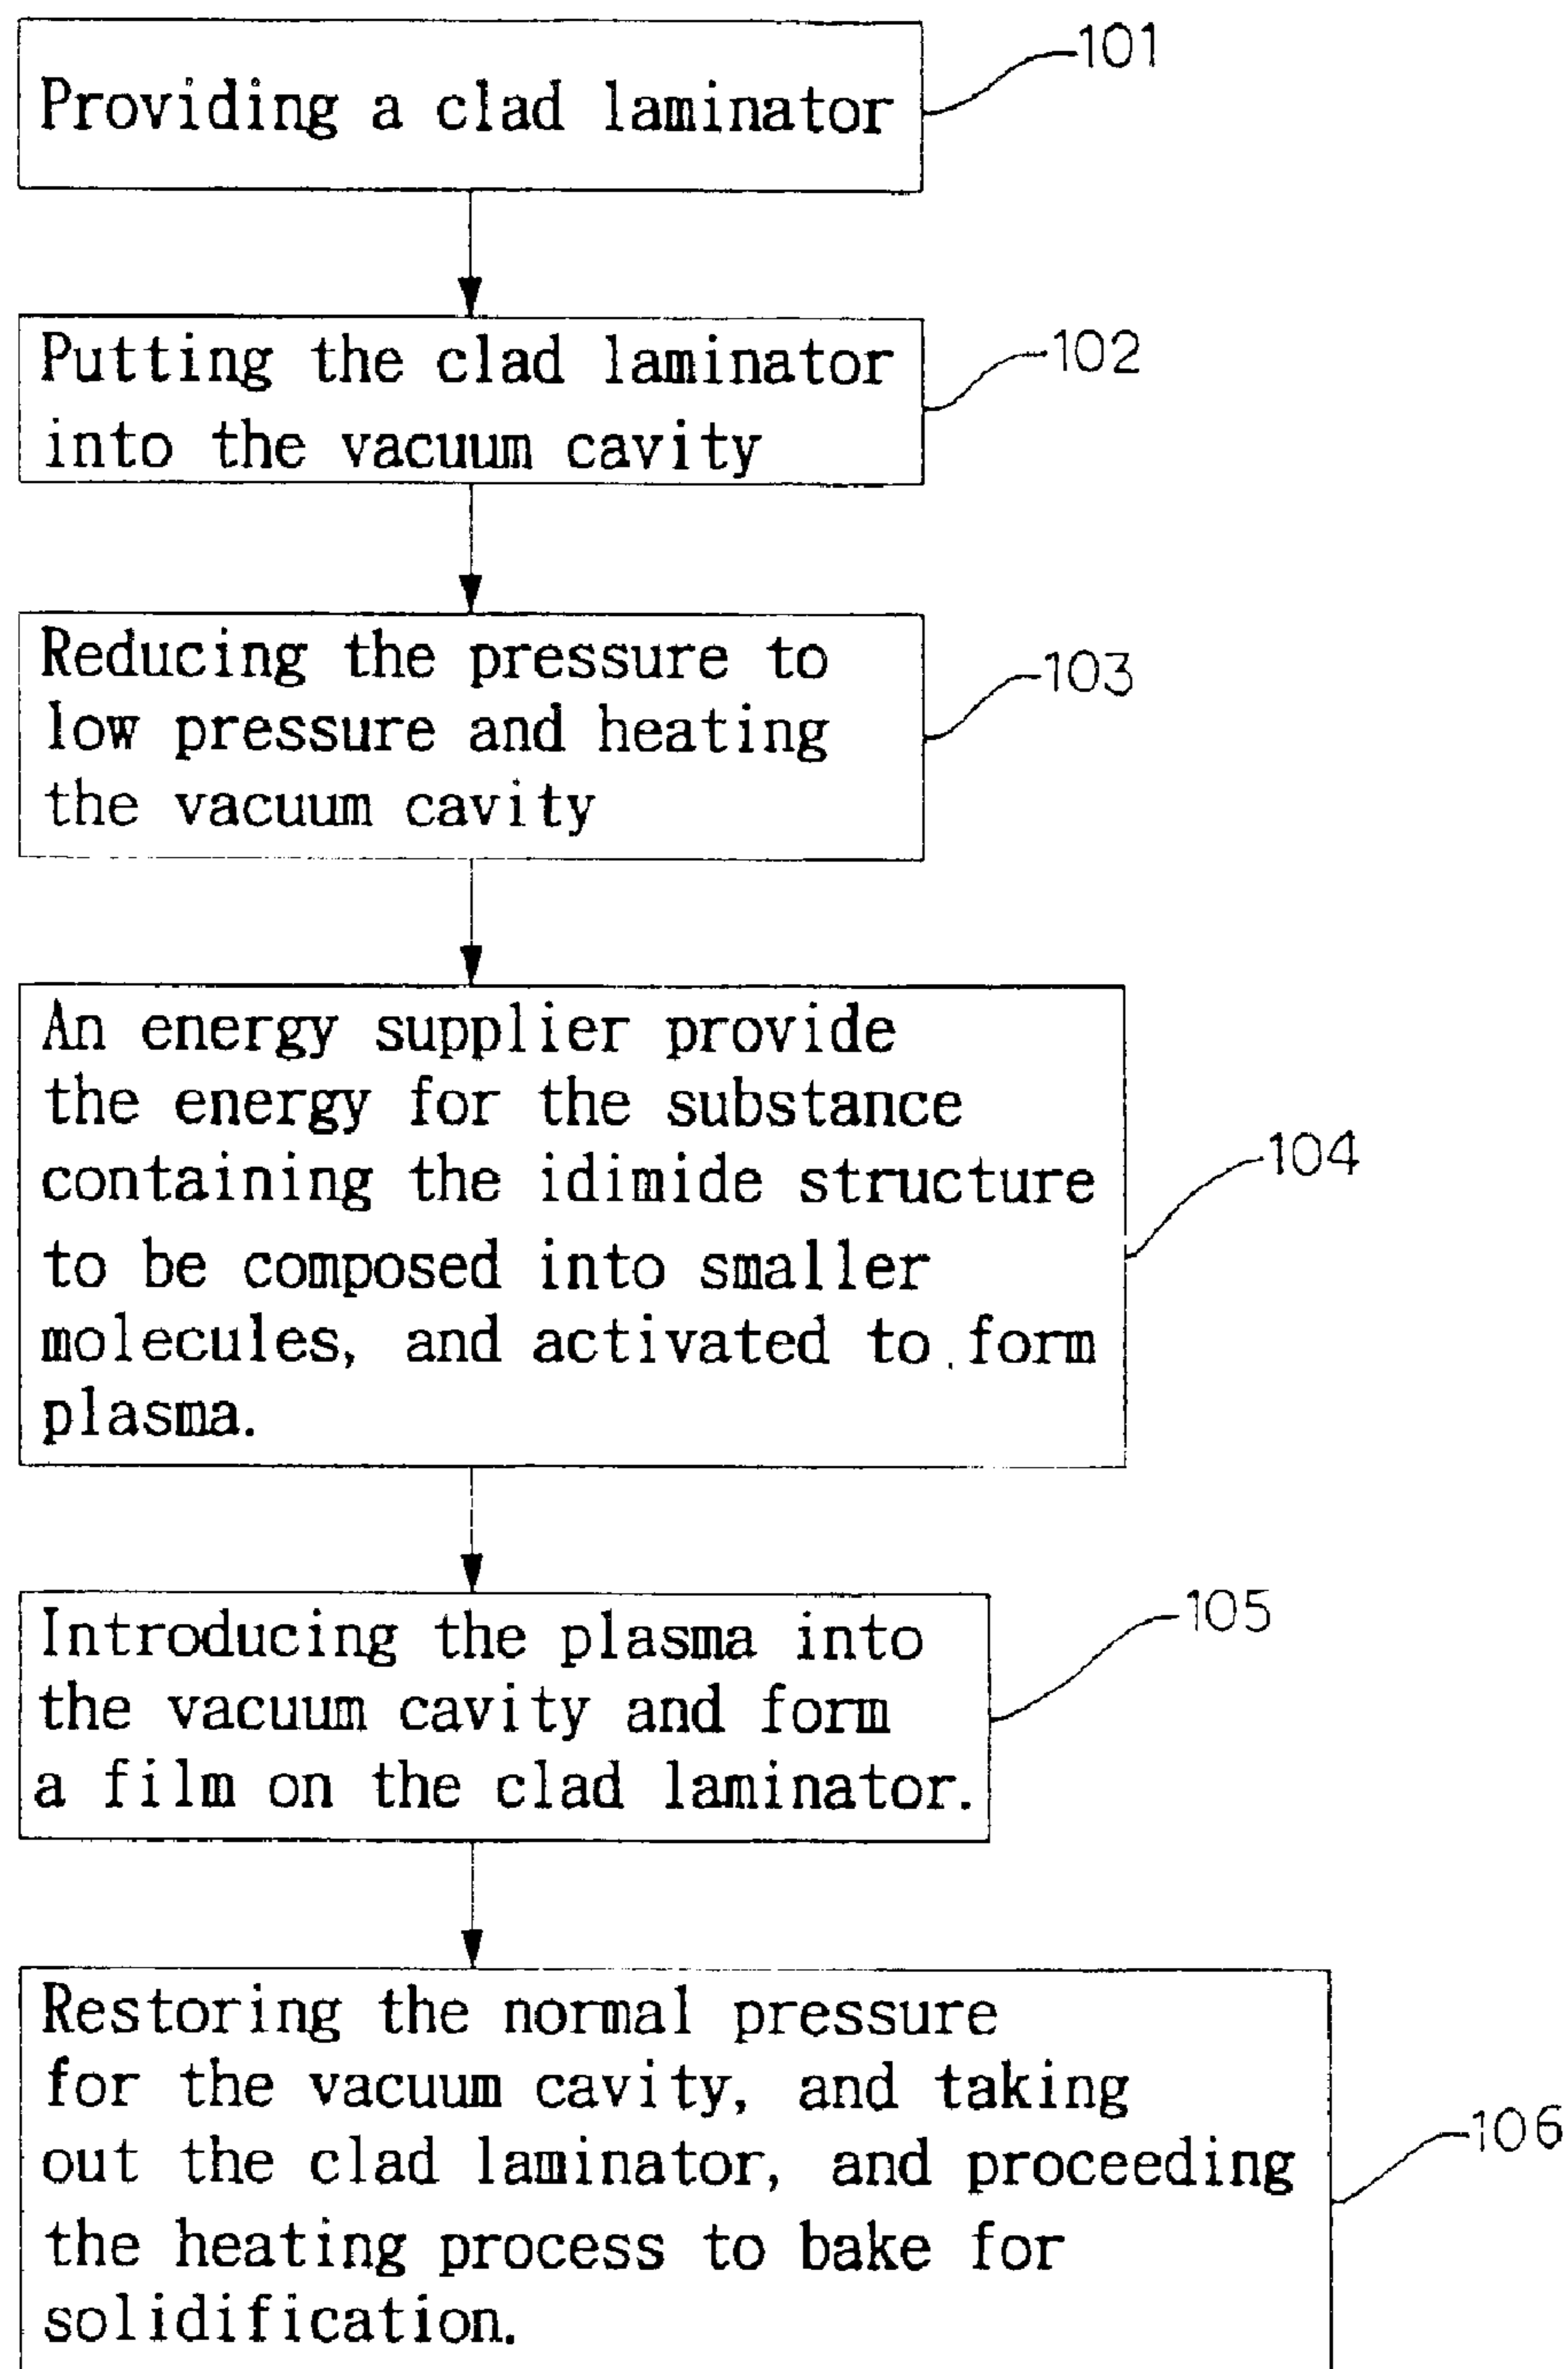 Providing a clad laminator
101
Putting the clad laminator
into the vacuum cavity
102
Reducing the pressure to
low pressure and heating
the vacuum cavity
103
An energy supplier provide
the energy for the substance
containing the idimide structure
to be composed into smaller
molecules, and activated to form
plasma.
104
Introducing the plasma into
the vacuum cavity and form
a film on the clad laminator.
105
Restoring the normal pressure
for the vacuum cavity, and taking
out the clad laminator, and proceeding
the heating process to bake for
solidification.
106